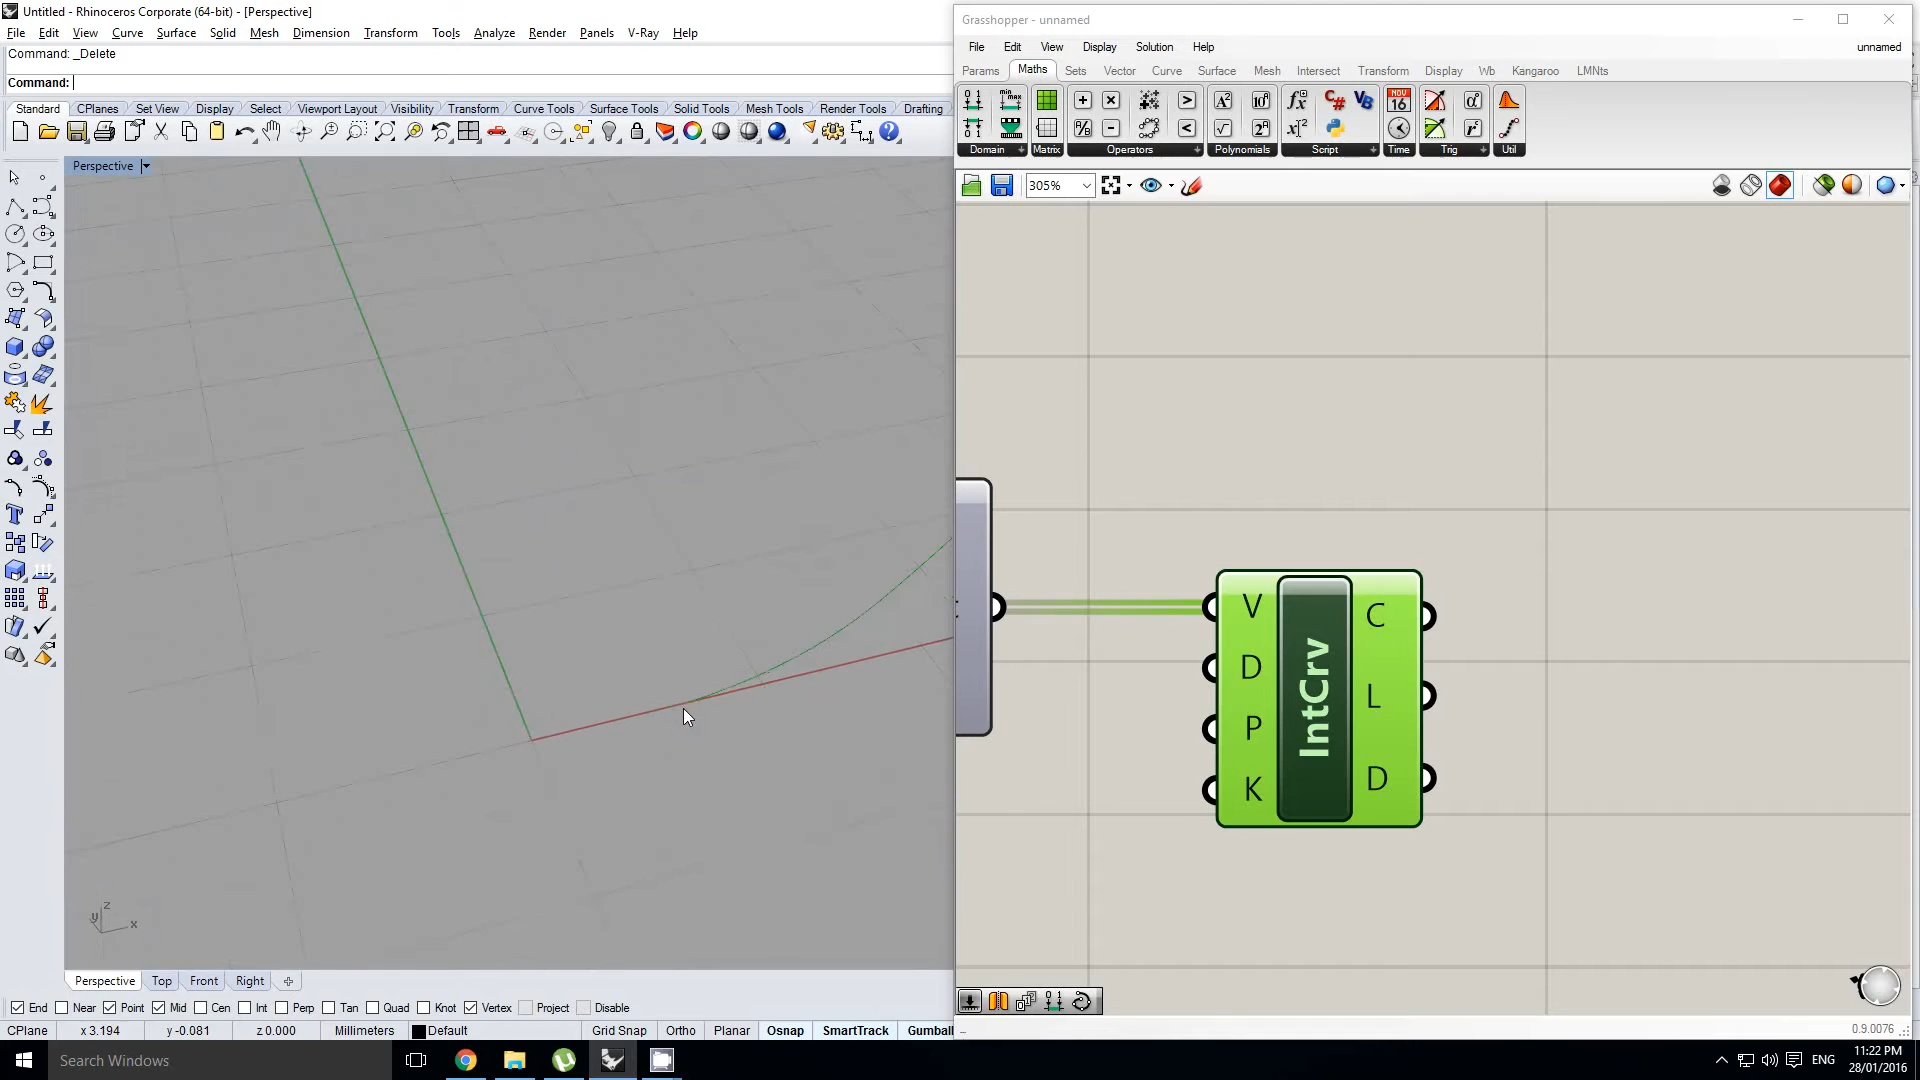 Untitled - Rhinoceros Corporate (64-bit) - [Perspective]
File Edit View Curve Surface Solid Mesh Dimension Transform Tools Analyze Render Panels V-Ray Help
Command: _Delete
Command:
Standard CPlanes Set View Display Select Viewport Layout Visibility Transform Curve Tools Surface Tools Solid Tools Mesh Tools Render Tools Drafting
Perspective
z
y
x
Perspective Top Front Right
End Near Point Mid Cen Int Perp Tan Quad Knot Vertex Project Disable
CPlane x 3.194 y -0.081 z 0.000 Millimeters Default Grid Snap Ortho Planar Osnap SmartTrack Gumball
Grasshopper - unnamed
File Edit View Display Solution Help unnamed
Params Maths Sets Vector Curve Surface Mesh Intersect Transform Display Wb Kangaroo LMNts
Domain Matrix Operators Polynomials Script Time Trig Util
305%
V
D
P
K
IntCrv
C
L
D
0.9.0076
Search Windows
ENG
11:22 PM
28/01/2016